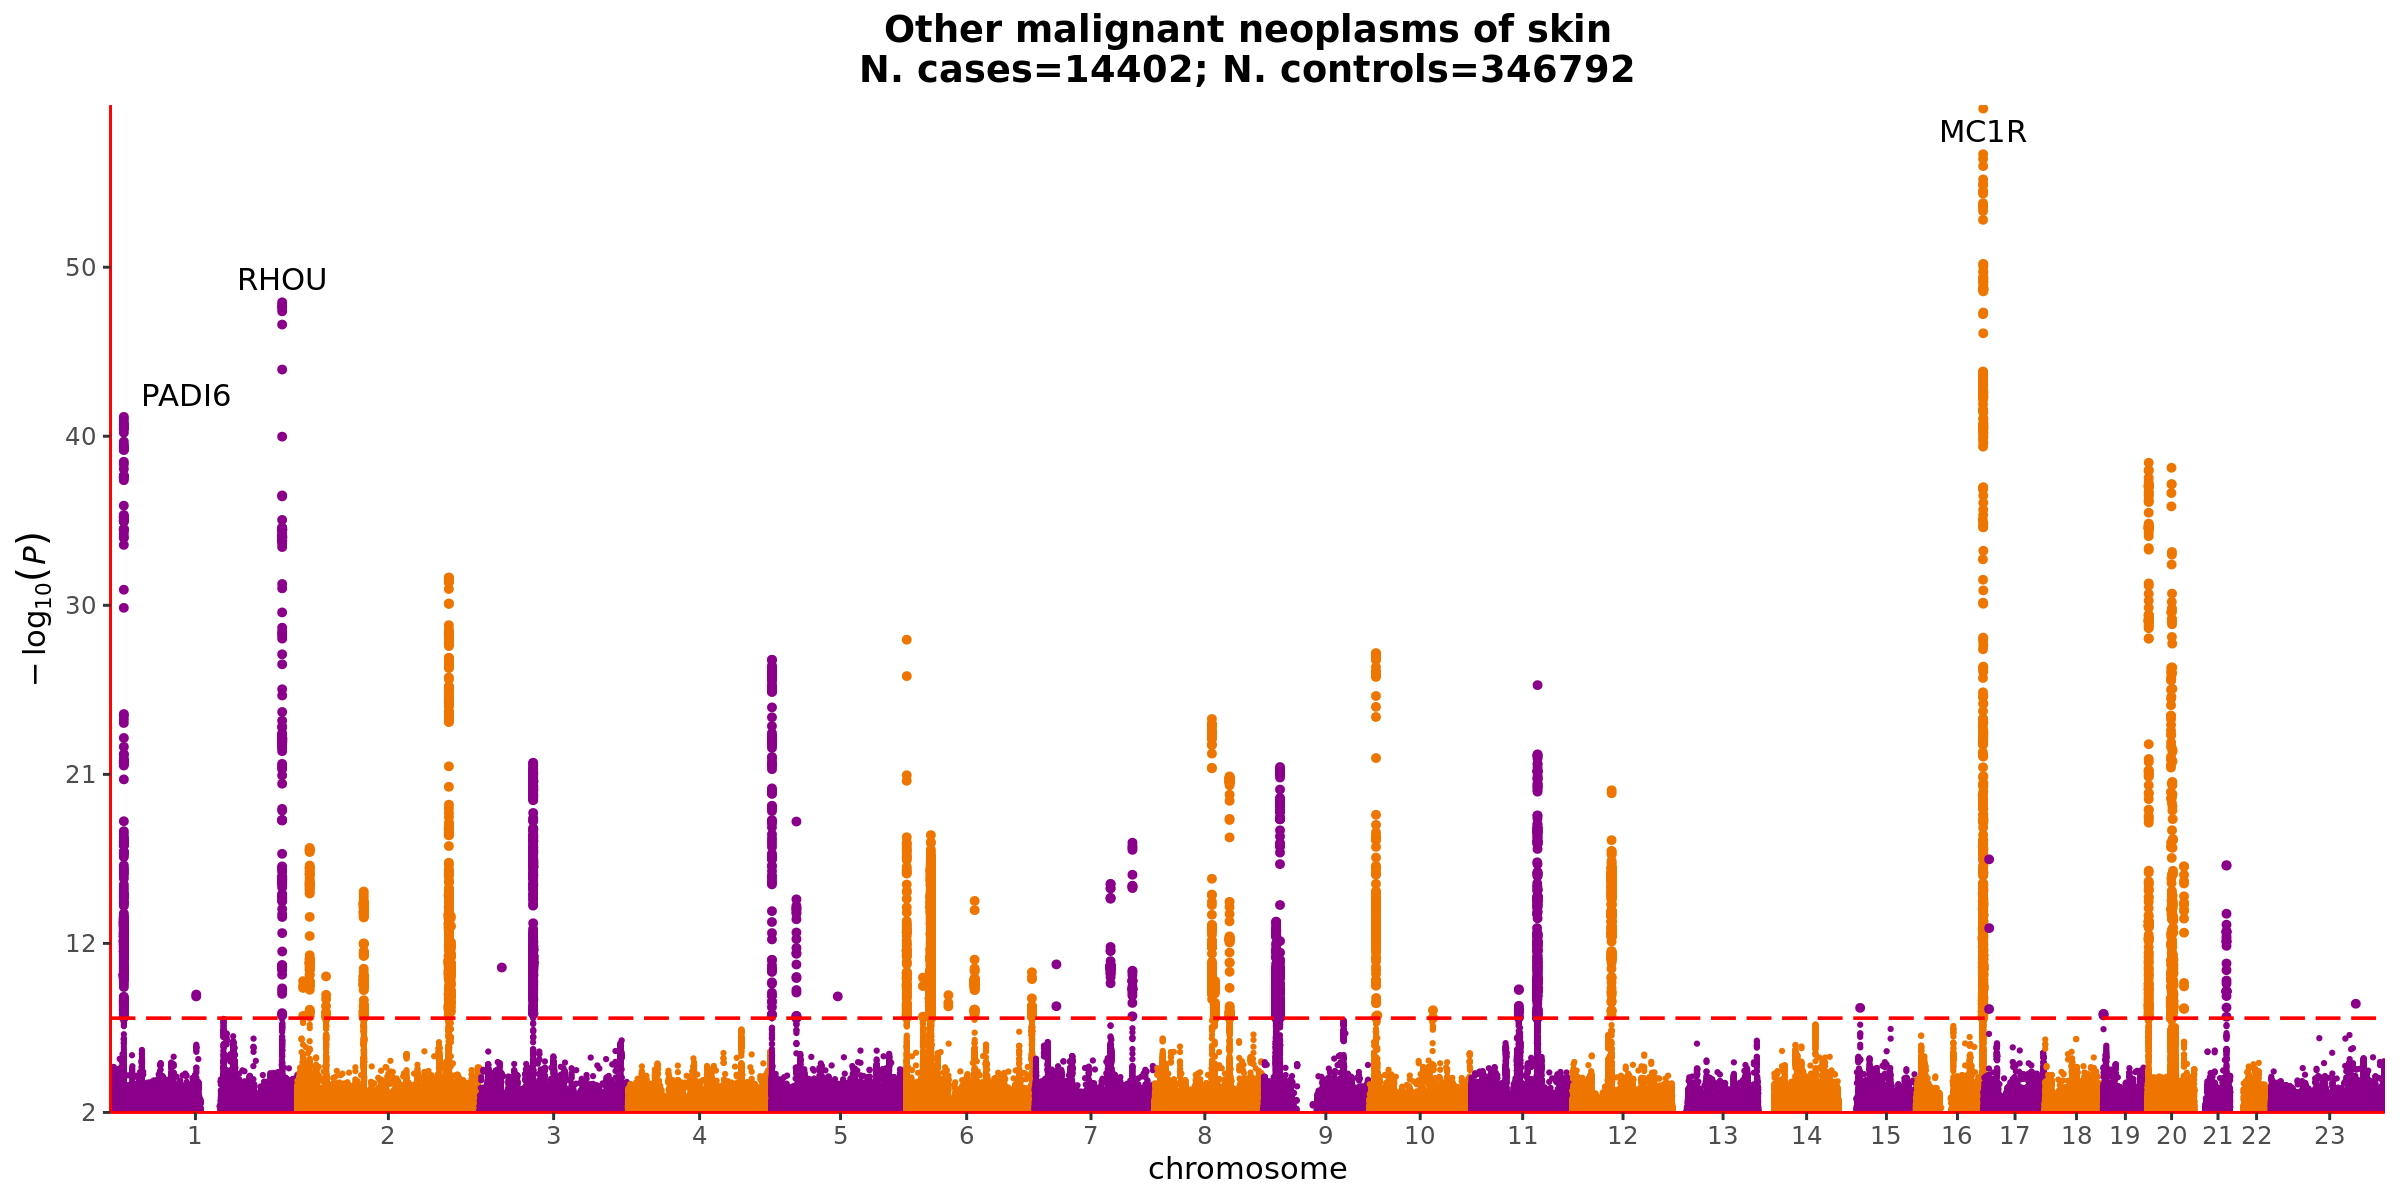 Other malignant neoplasms of skin
N. cases=14402; N. controls=346792
MC1R
RHOU
PADI6
50
40
30
21
12
2
−log10(P)
1 2 3 4 5 6 7 8 9 10 11 12 13 14 15 16 17 18 19 20 21 22 23
chromosome